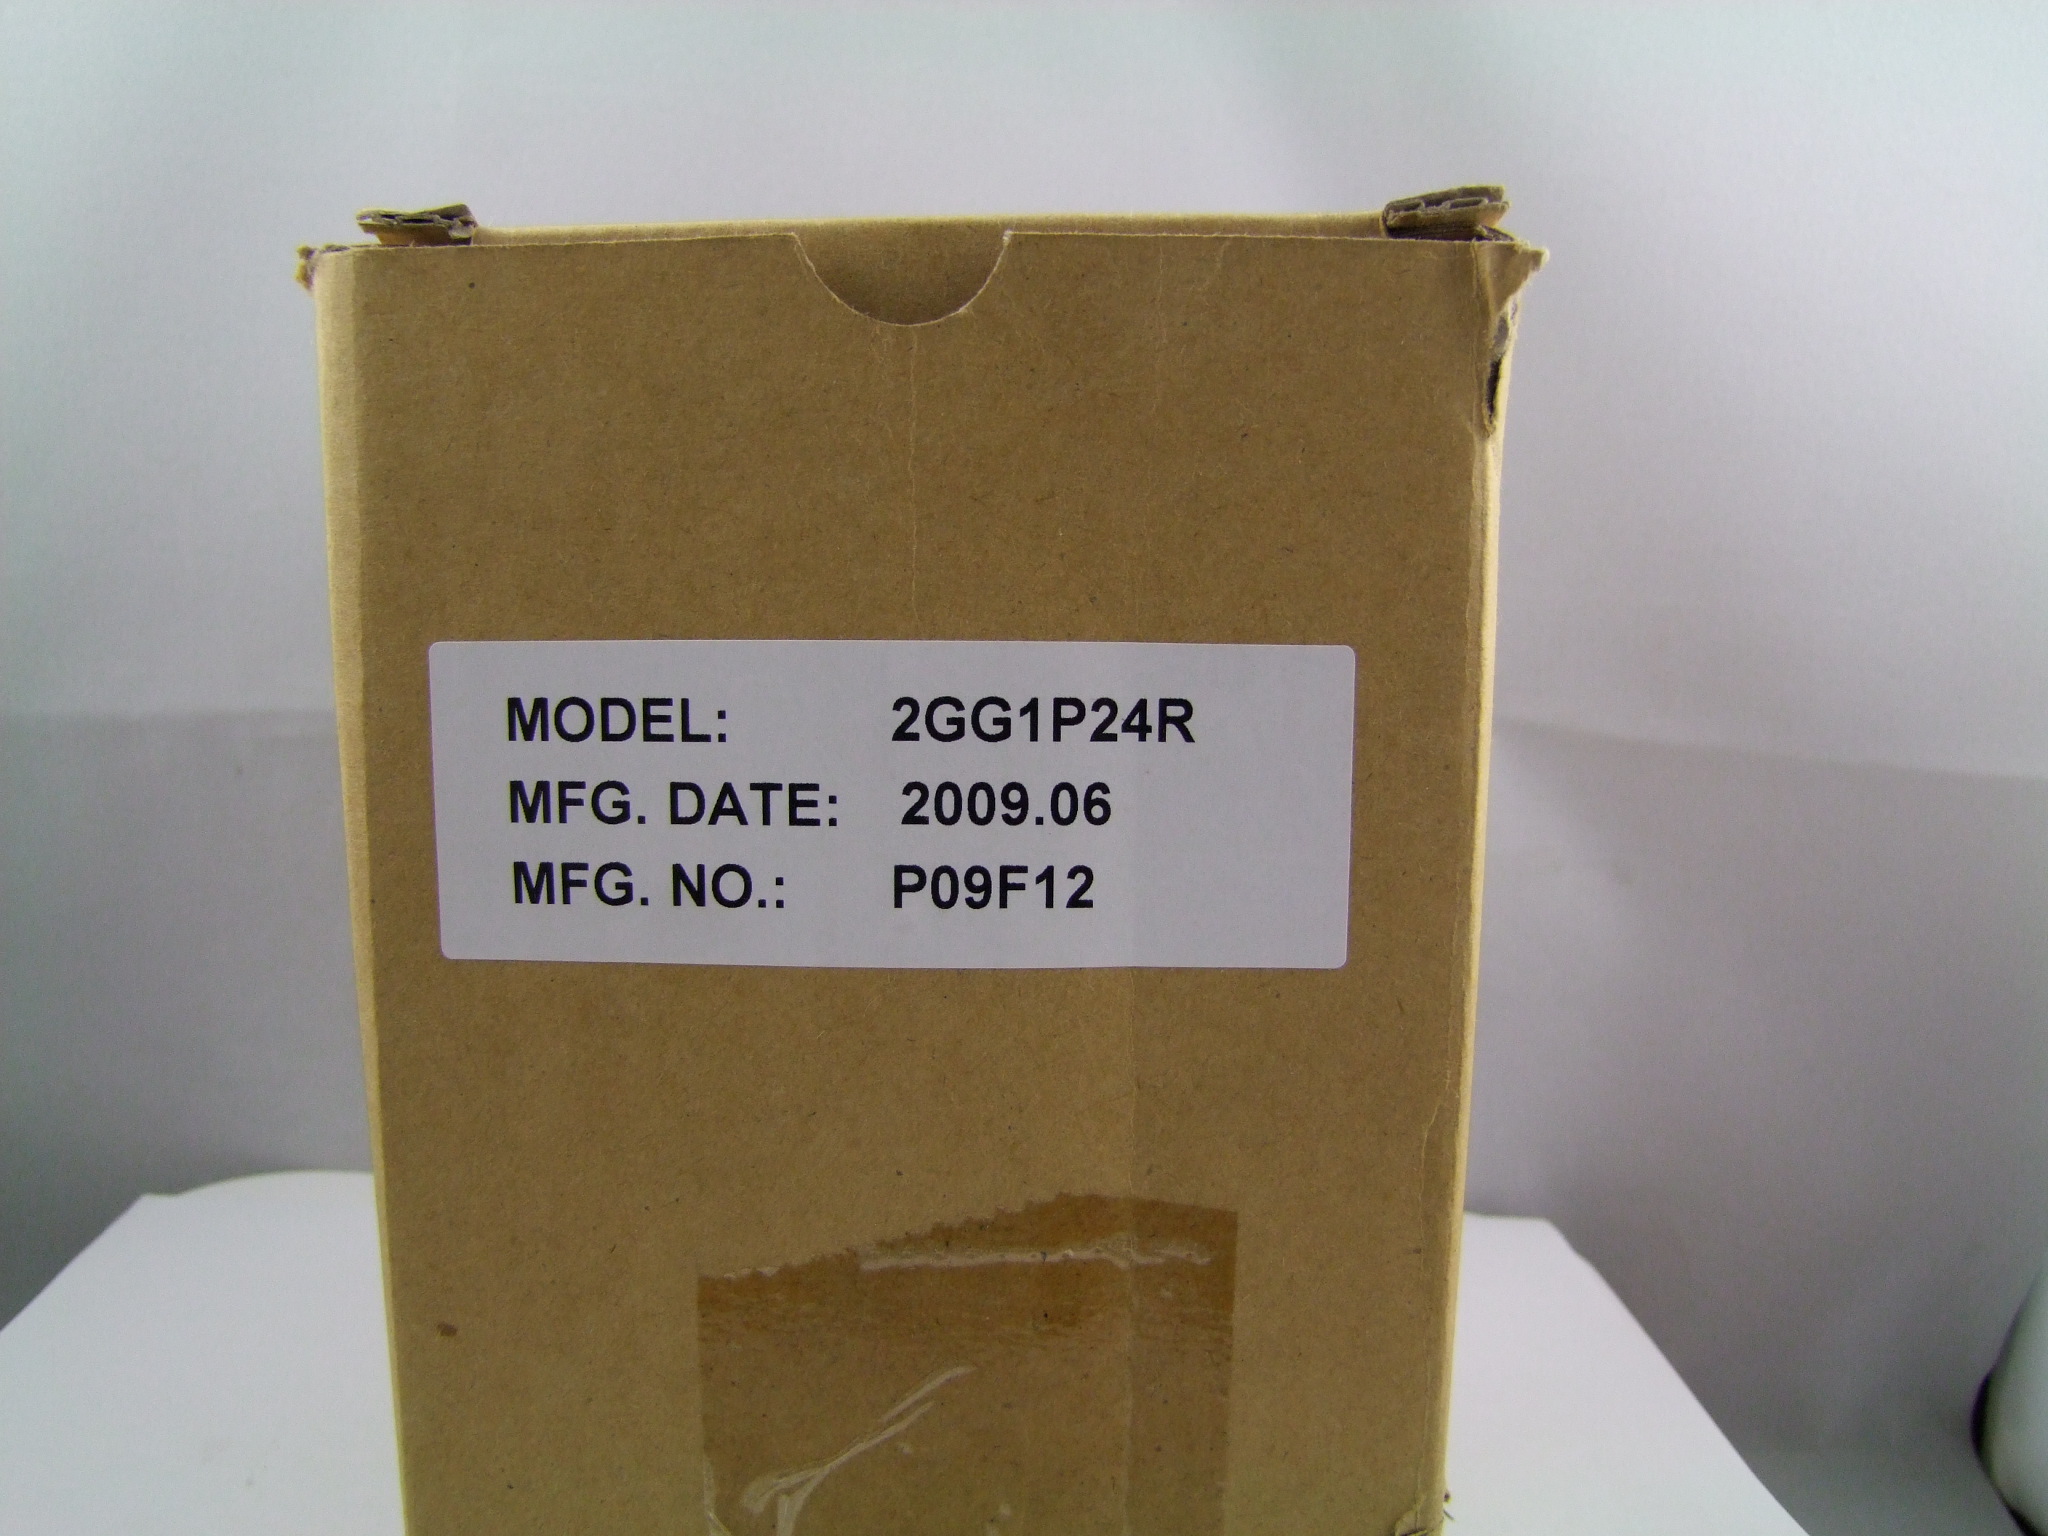 MODEL: 2GG1P24R
MFG. DATE: 2009.06
MFG. NO.: P09F12